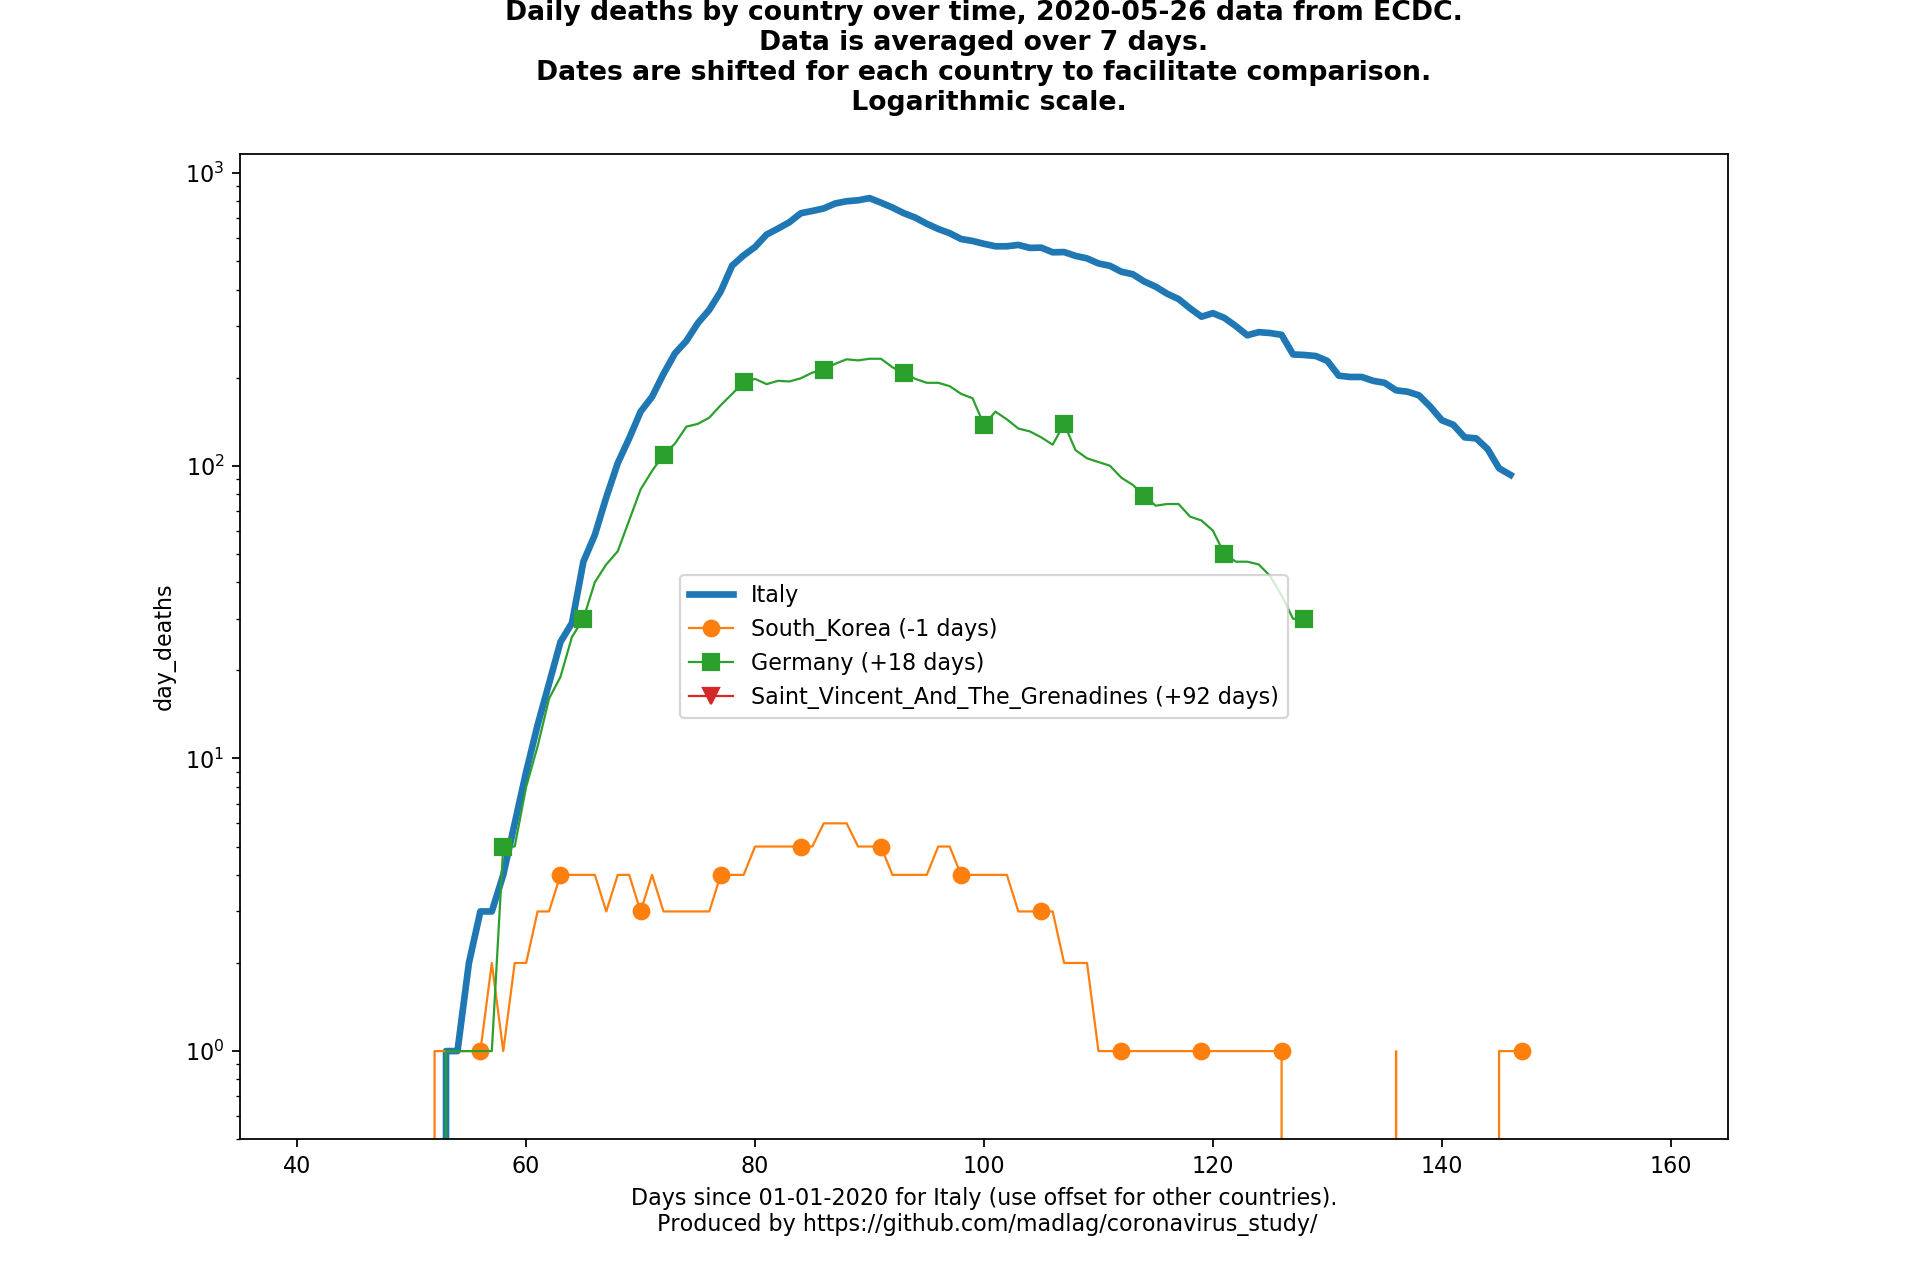 Daily deaths by country over time, 2020-05-26 data from ECDC.
Data is averaged over 7 days.
Dates are shifted for each country to facilitate comparison.
Logarithmic scale.
10³
10²
10¹
10⁰
day_deaths
Italy
South_Korea (-1 days)
Germany (+18 days)
Saint_Vincent_And_The_Grenadines (+92 days)
40 60 80 100 120 140 160
Days since 01-01-2020 for Italy (use offset for other countries).
Produced by https://github.com/madlag/coronavirus_study/